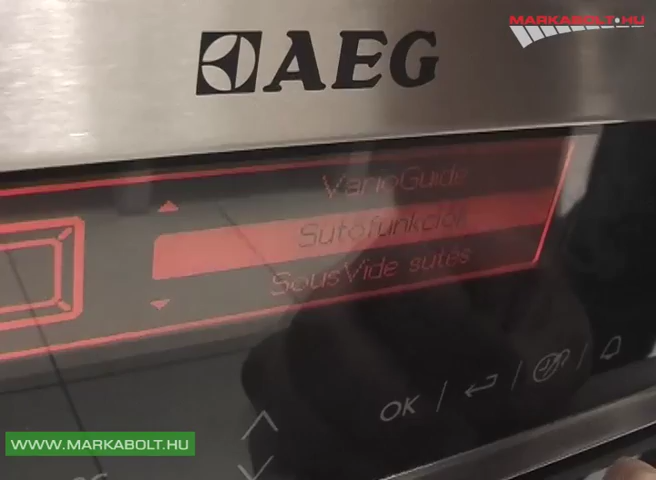 MARKABOLT.HU
AEG
VarioGuide
Sütőfunkciók
SousVide sütés
OK
WWW.MARKABOLT.HU